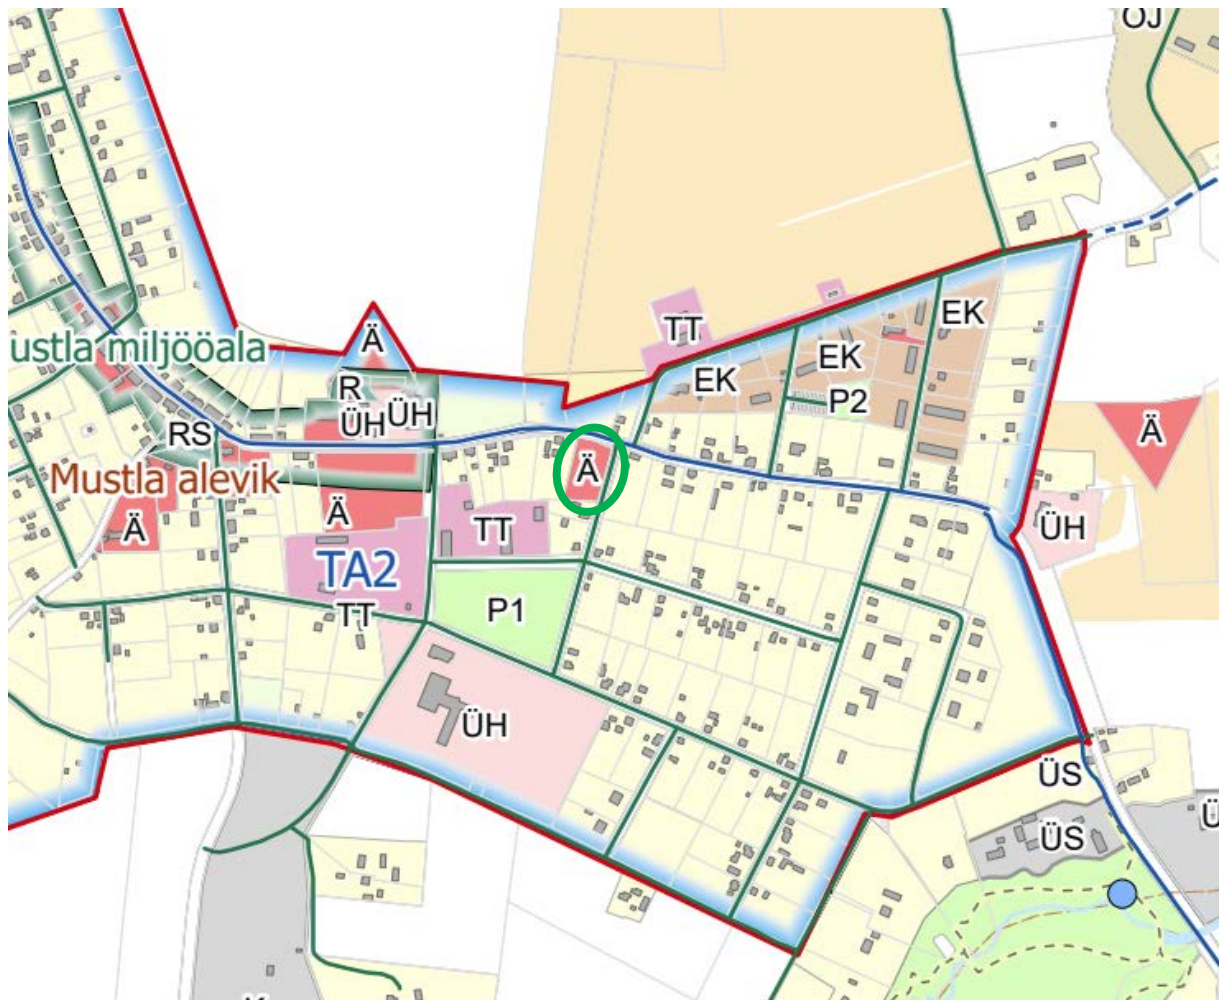 OJ
EK
TT
Ä
EK
ustla miljööala
R
EK
P2
ÜH
ÜH
RS
Ä
Mustla alevik
Ä
Ä
Ä
TT
ÜH
TA2
P1
TT
ÜH
ÜS
ÜS